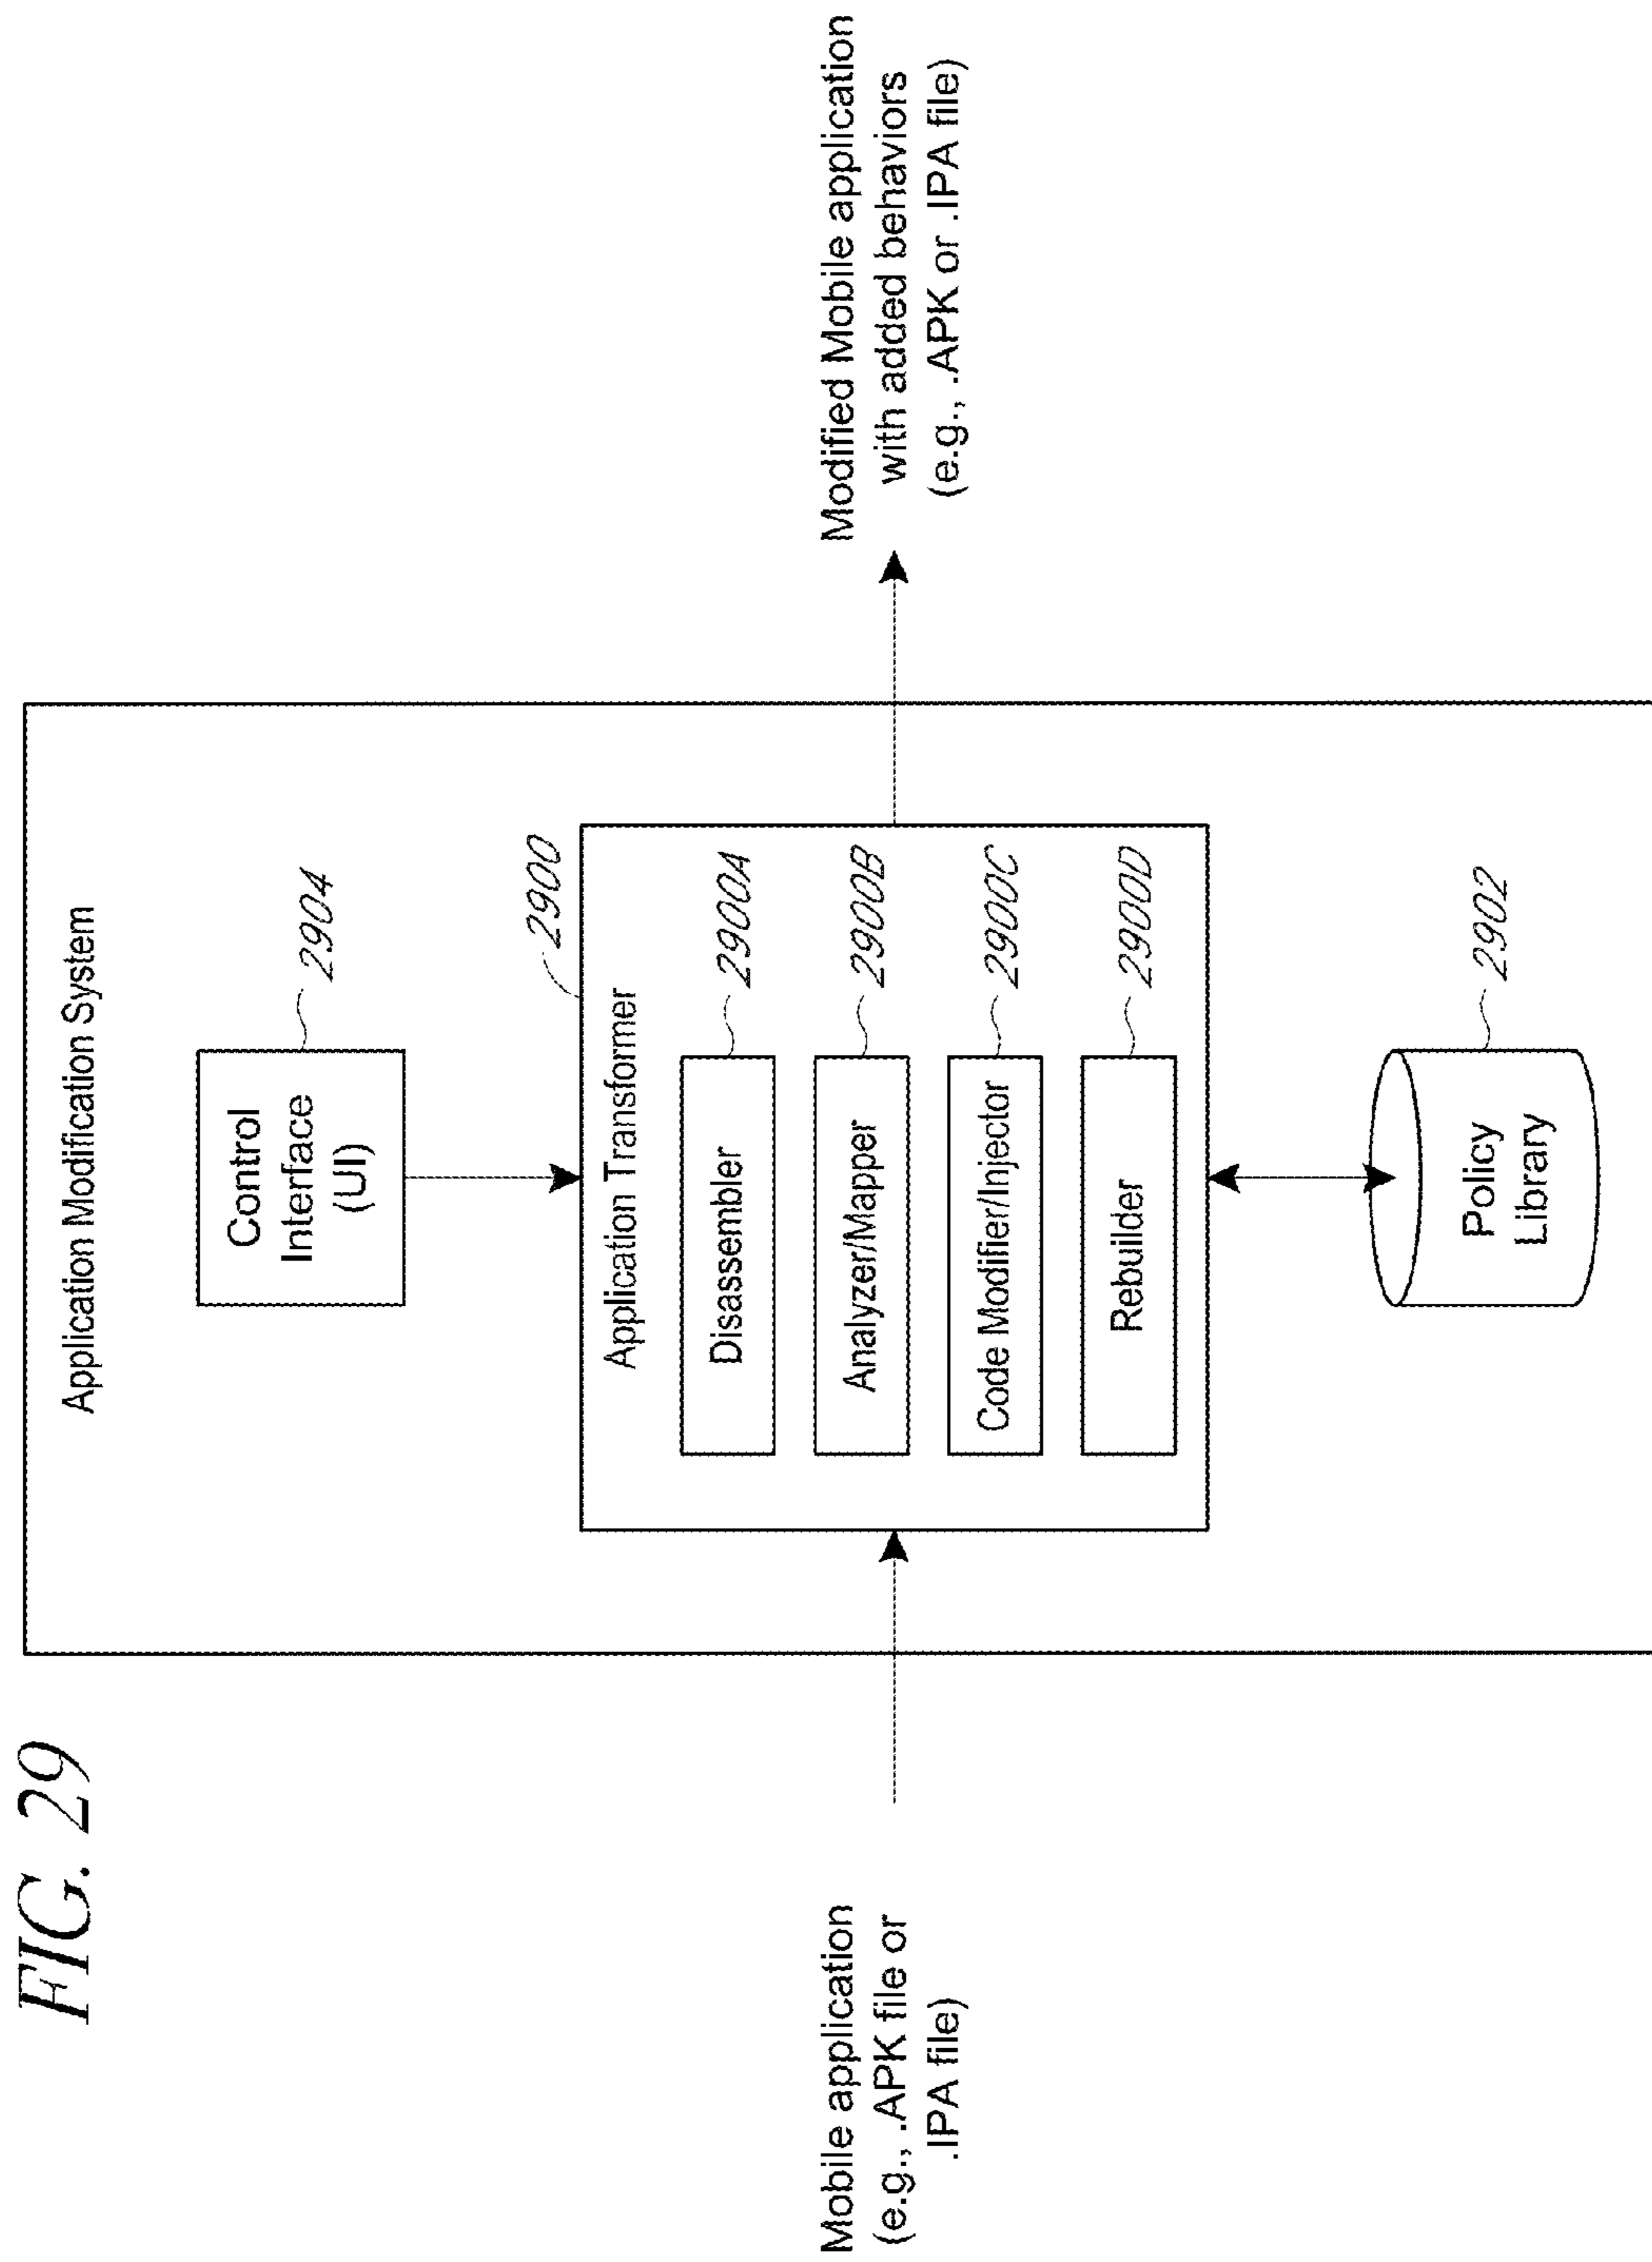 FIG. 29
Application Modification System
Control
Interface
(UI)
2904
2900
Application Transformer
Disassembler
2900A
Analyzer/Mapper
2900B
Code Modifier/Injector
2900C
Rebuilder
2900D
Policy
Library
2902
Mobile application
(e.g., .APK file or
.IPA file)
Modified Mobile application
with added behaviors
(e.g., .APK or .IPA file)